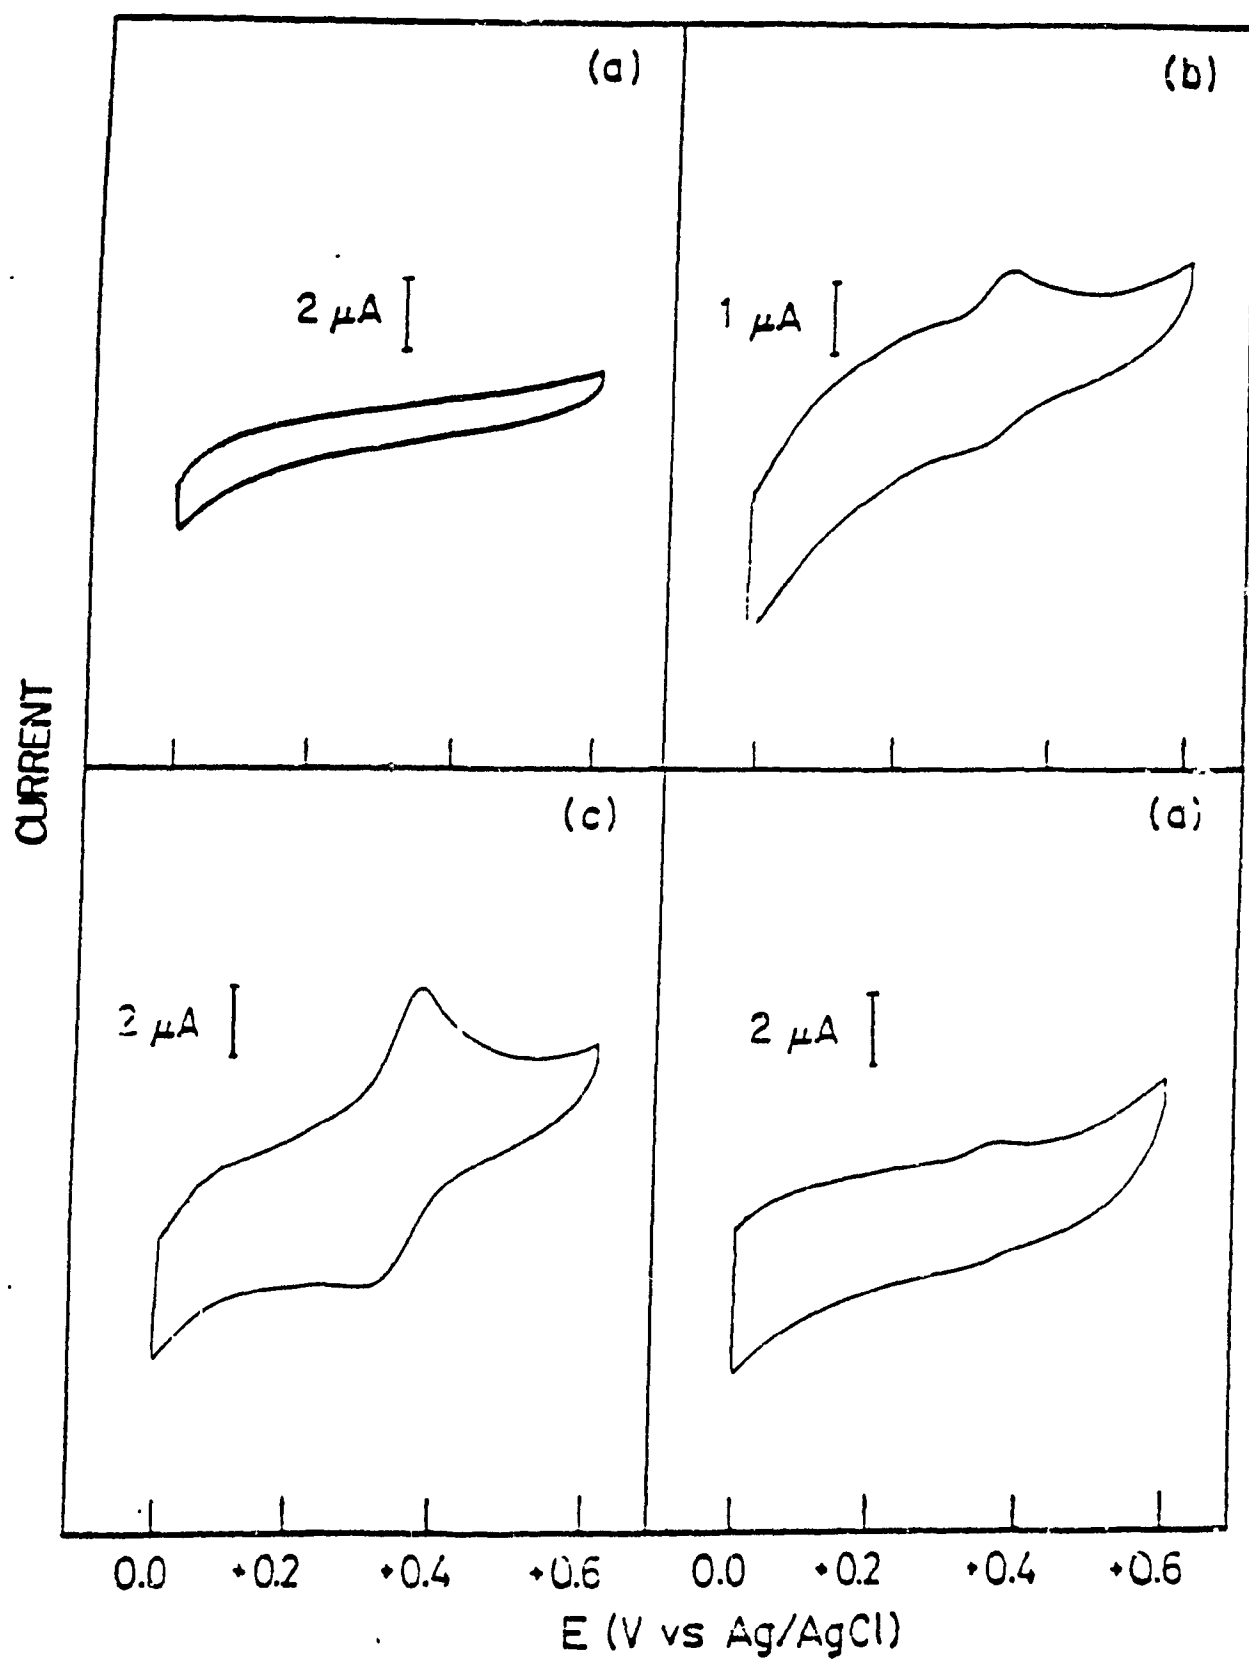 (a)
(b)
2 μA
1 μA
CURRENT
(c)
(d)
2 μA
2 μA
0.0 +0.2 +0.4 +0.6 0.0 +0.2 +0.4 +0.6
E (V vs Ag/AgCl)